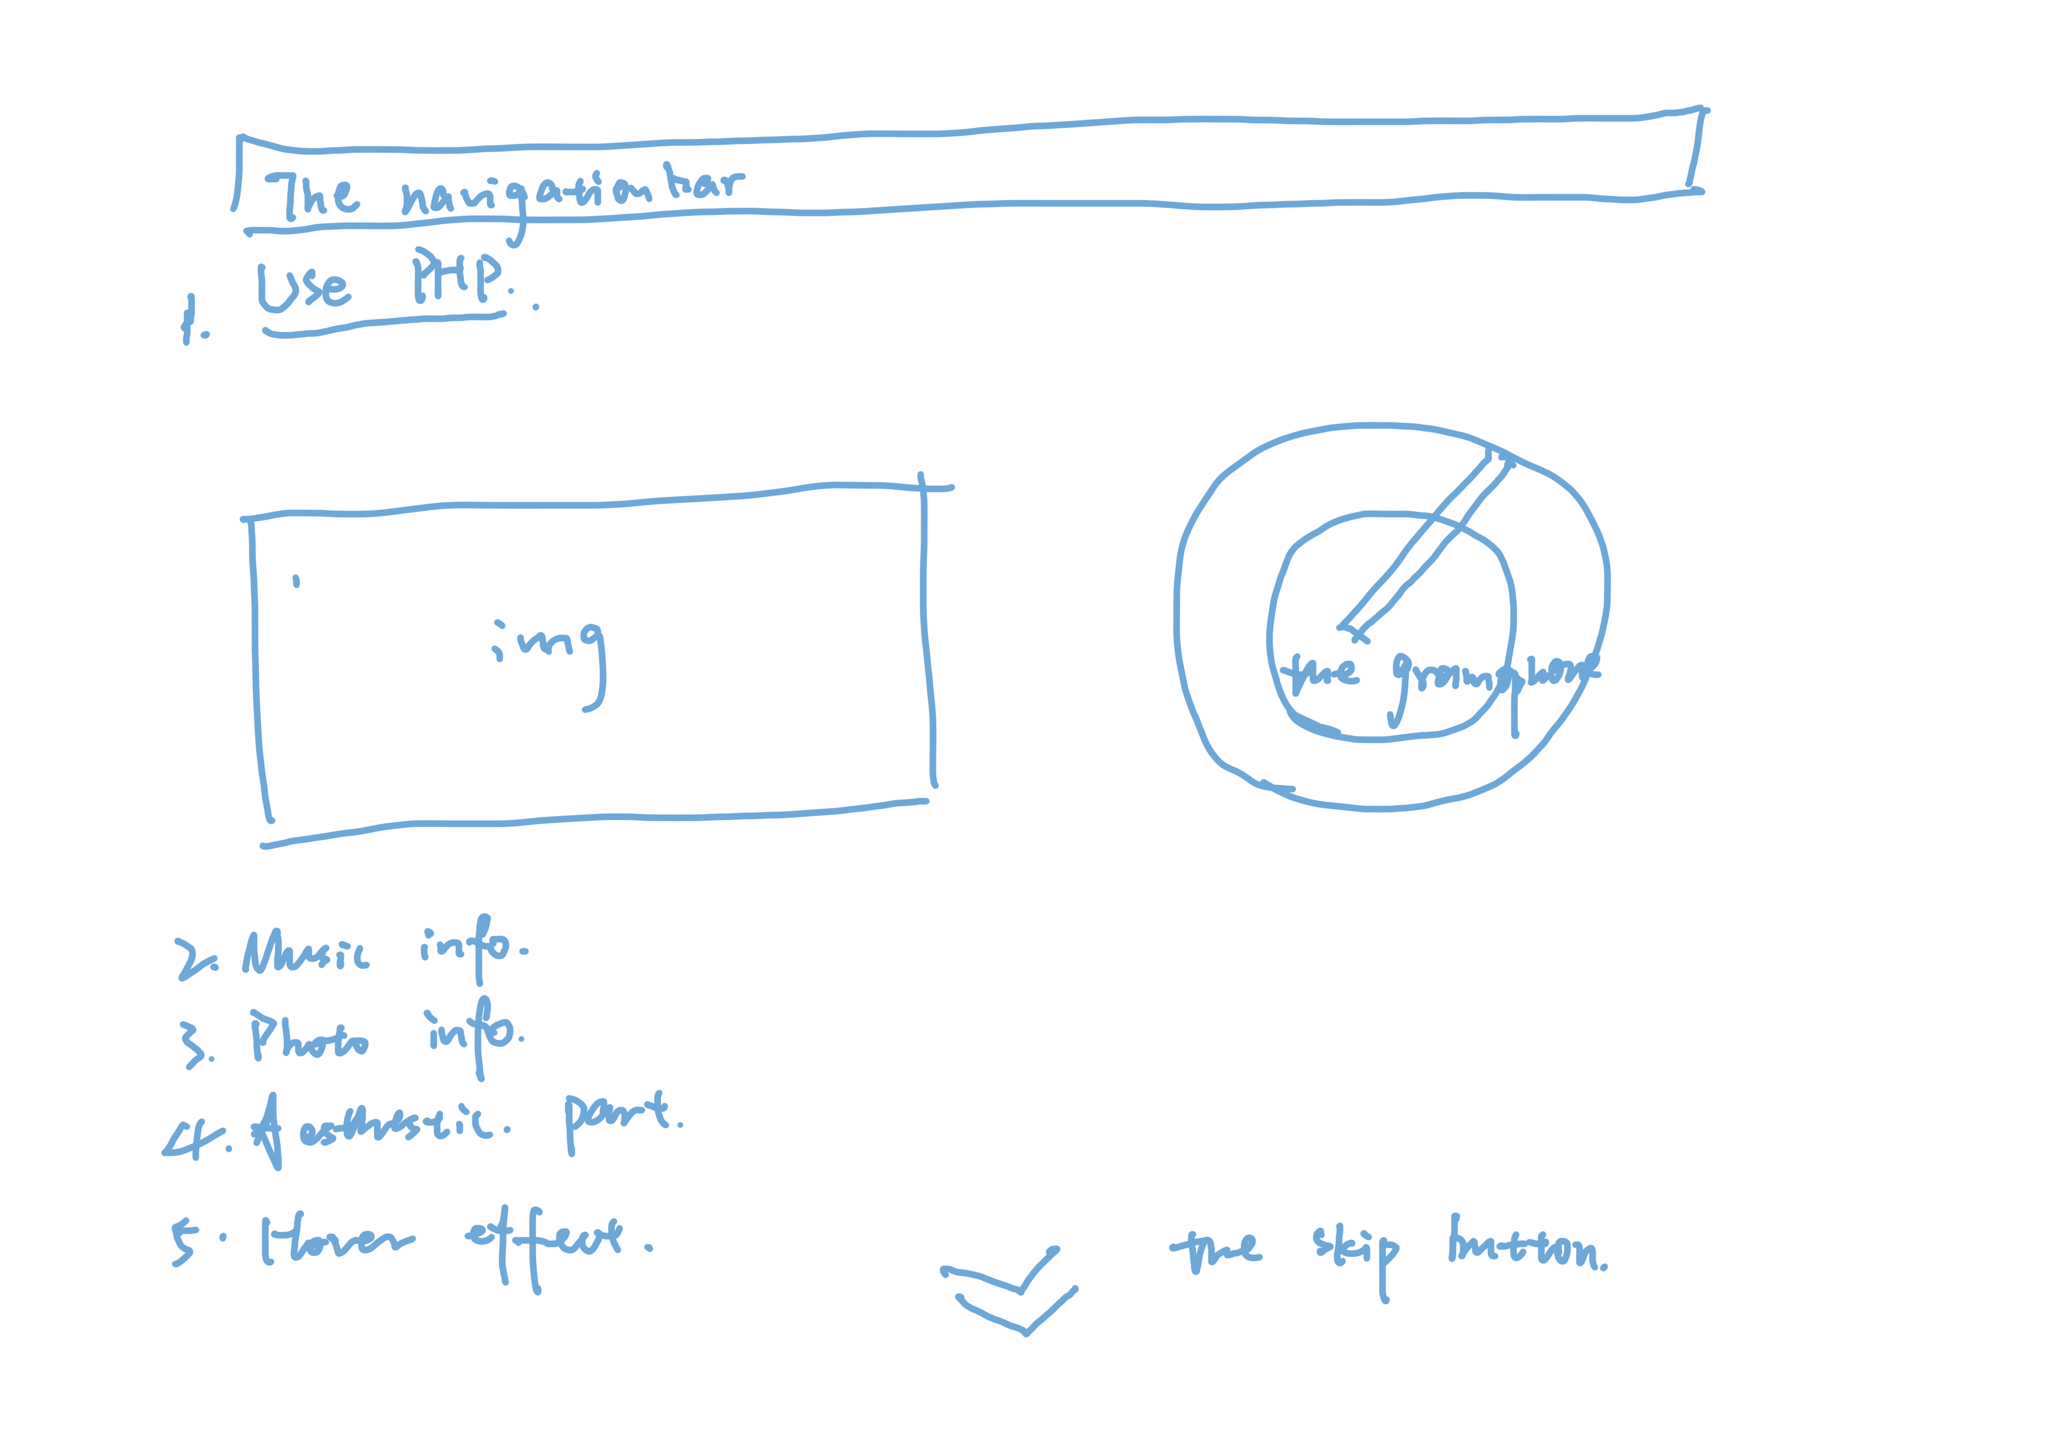 The navigation bar
1. Use PHP.
img
the gramophone
2. Music info.
3. Photo info.
4. Aesthestic. part.
5. Hover effect.
the skip button.